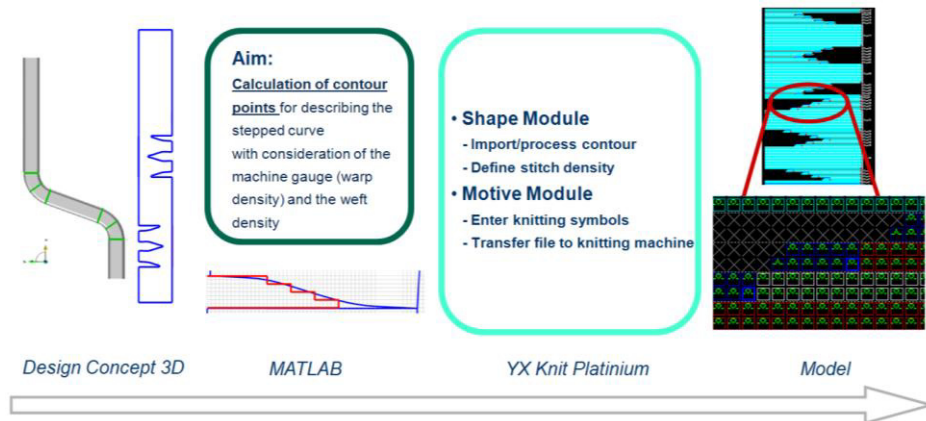 Aim:
Calculation of contour
points for describing the
stepped curve
with consideration of the
machine gauge (warp
density) and the weft
density
• Shape Module
- Import/process contour
- Define stitch density
• Motive Module
- Enter knitting symbols
- Transfer file to knitting machine
Design Concept 3D
MATLAB
YX Knit Platinium
Model